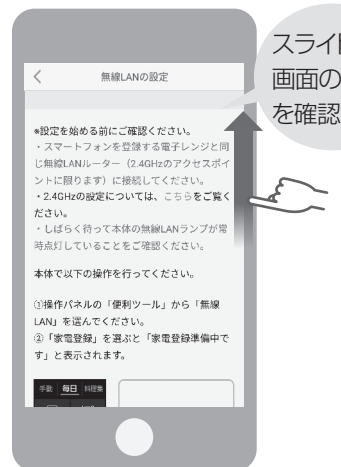 スライド
画面の
を確認
無線LANの設定
*設定を始める前にご確認ください。
・スマートフォンを登録する電子レンジと同
じ無線LANルーター（2.4GHzのアクセスポイ
ントに限ります）に接続してください。
・2.4GHzの設定については、こちらをご覧く
ださい。
・しばらく待って本体の無線LANランプが常
時点灯していることをご確認ください。
本体で以下の操作を行ってください。
①操作パネルの「便利ツール」から「無線
LAN」を選んでください。
②「家電登録」を選ぶと「家電登録準備中で
す」と表示されます。
手動 毎日 料理集